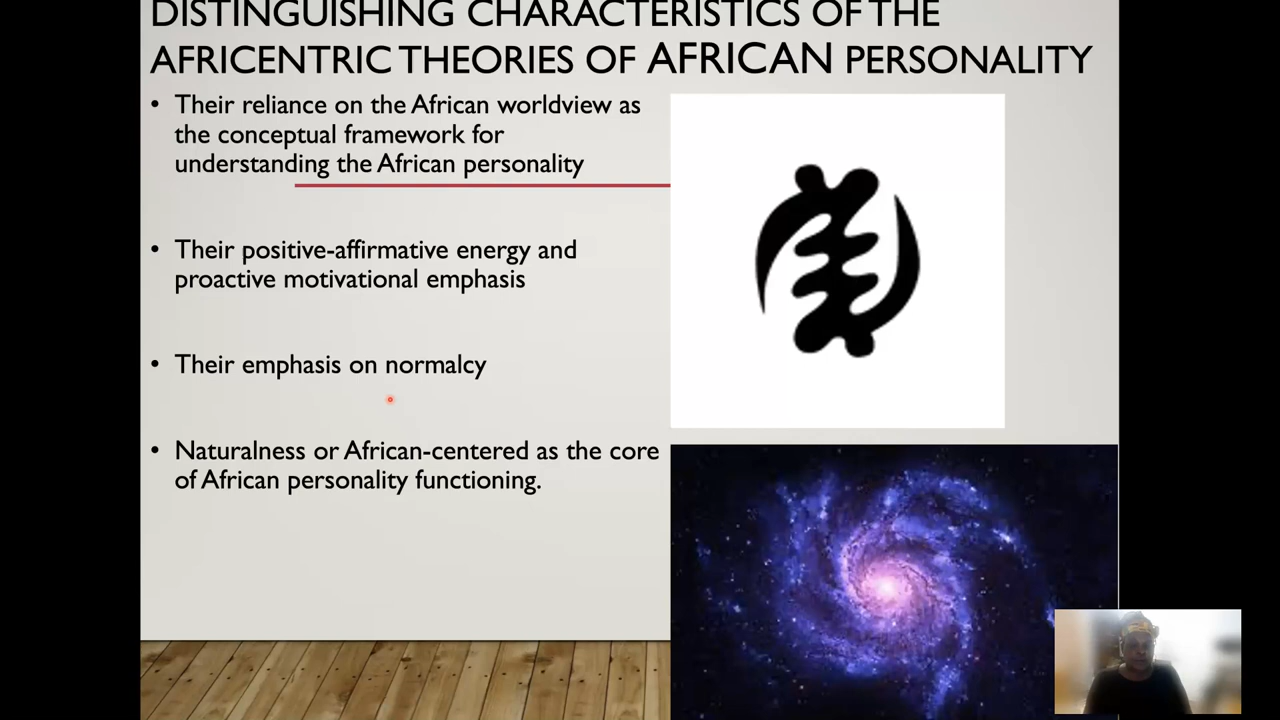 DISTINGUISHING CHARACTERISTICS OF THE
AFRICENTRIC THEORIES OF AFRICAN PERSONALITY
• Their reliance on the African worldview as
the conceptual framework for
understanding the African personality
• Their positive-affirmative energy and
proactive motivational emphasis
• Their emphasis on normalcy
• Naturalness or African-centered as the core
of African personality functioning.